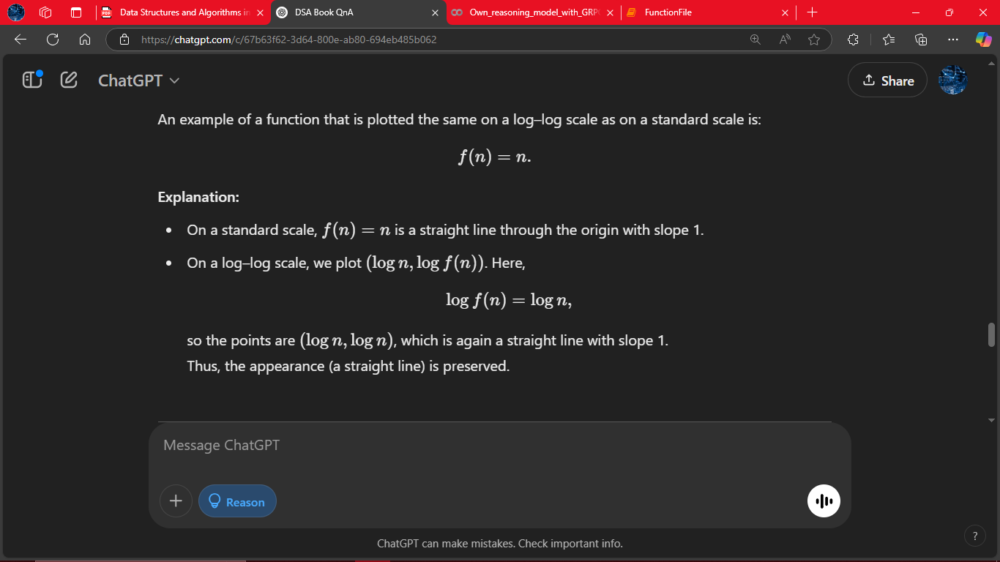 Data Structures and Algorithms in
DSA Book QnA
Own_reasoning_model_with_GRP
FunctionFile
https://chatgpt.com/c/67b63f62-3d64-800e-ab80-694eb485b062
ChatGPT
Share
An example of a function that is plotted the same on a log–log scale as on a standard scale is:
f(n) = n.
Explanation:
• On a standard scale, f(n) = n is a straight line through the origin with slope 1.
• On a log–log scale, we plot (log n, log f(n)). Here,
log f(n) = log n,
so the points are (log n, log n), which is again a straight line with slope 1.
Thus, the appearance (a straight line) is preserved.
Message ChatGPT
Reason
ChatGPT can make mistakes. Check important info.
?